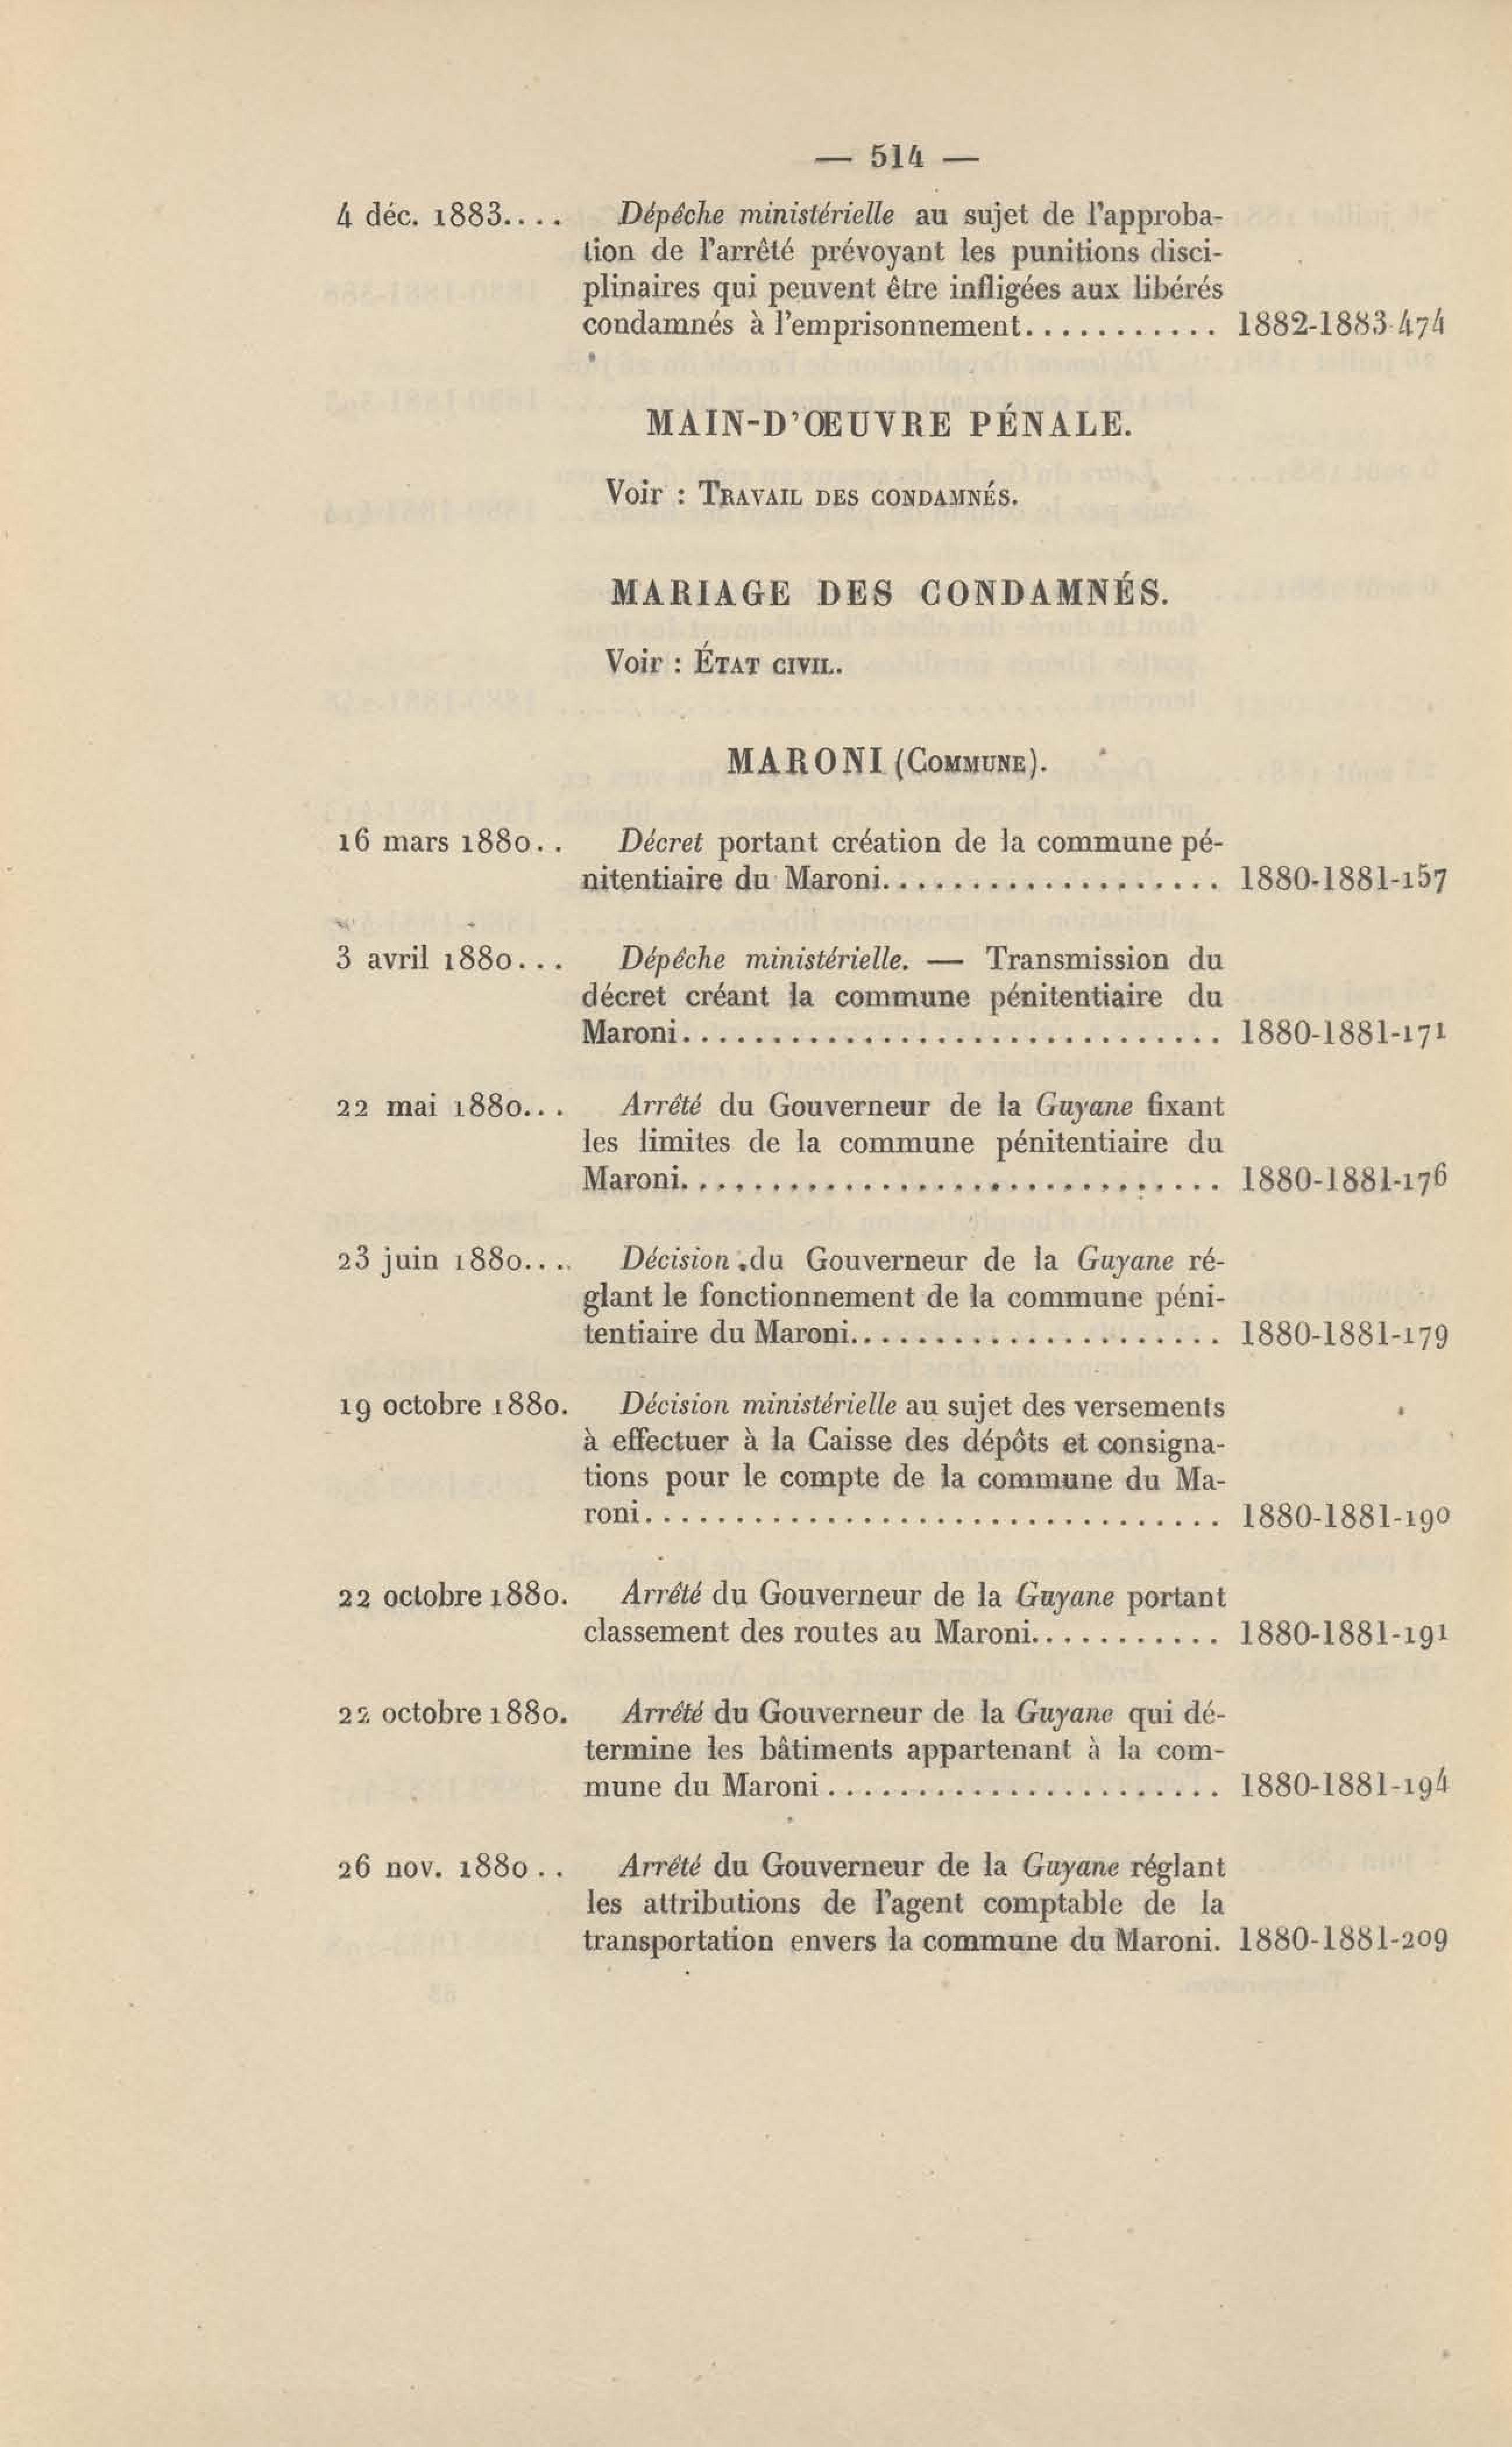 — 514 —
4 déc. 1883.... Dépêche ministérielle au sujet de l'approba-
tion de l'arrêté prévoyant les punitions disci-
plinaires qui peuvent être infligées aux libérés
condamnés à l'emprisonnement........... 1882-1883-474
MAIN-D'ŒUVRE PÉNALE.
Voir : TRAVAIL DES CONDAMNÉS.
MARIAGE DES CONDAMNÉS.
Voir : ÉTAT CIVIL.
MARONI (COMMUNE).
16 mars 1880.. Décret portant création de la commune pé-
nitentiaire du Maroni................... 1880-1881-157
3 avril 1880... Dépêche ministérielle. — Transmission du
décret créant la commune pénitentiaire du
Maroni.............................. 1880-1881-171
22 mai 1880... Arrêté du Gouverneur de la Guyane fixant
les limites de la commune pénitentiaire du
Maroni.............................. 1880-1881-176
23 juin 1880.... Décision du Gouverneur de la Guyane ré-
glant le fonctionnement de la commune péni-
tentiaire du Maroni..................... 1880-1881-179
19 octobre 1880. Décision ministérielle au sujet des versements
à effectuer à la Caisse des dépôts et consigna-
tions pour le compte de la commune du Ma-
roni................................ 1880-1881-190
22 octobre 1880. Arrêté du Gouverneur de la Guyane portant
classement des routes au Maroni........... 1880-1881-191
22 octobre 1880. Arrêté du Gouverneur de la Guyane qui dé-
termine les bâtiments appartenant à la com-
mune du Maroni...................... 1880-1881-194
26 nov. 1880.. Arrêté du Gouverneur de la Guyane réglant
les attributions de l'agent comptable de la
transportation envers la commune du Maroni. 1880-1881-209